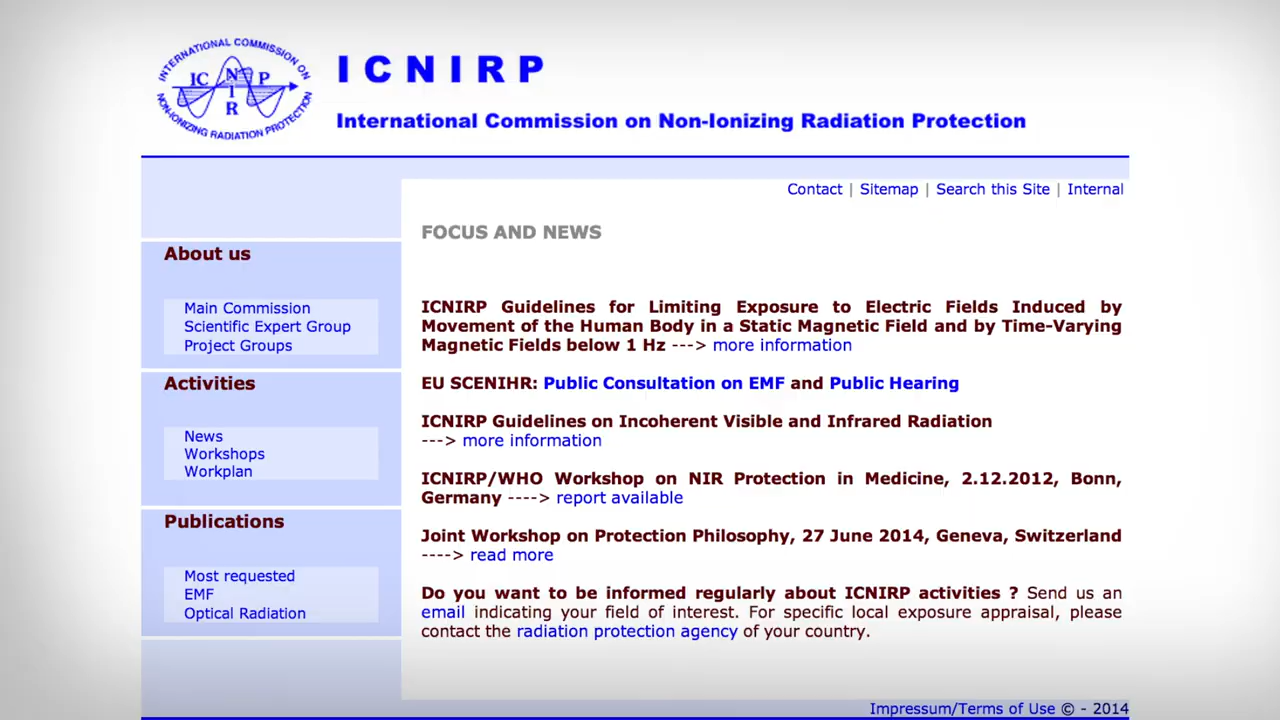 INTERNATIONAL COMMISSION ON
NON-IONIZING RADIATION PROTECTION
IC N P
I
R
ICNIRP
International Commission on Non-Ionizing Radiation Protection
Contact | Sitemap | Search this Site | Internal
FOCUS AND NEWS
About us
Main Commission
Scientific Expert Group
Project Groups
Activities
News
Workshops
Workplan
Publications
Most requested
EMF
Optical Radiation
ICNIRP Guidelines for Limiting Exposure to Electric Fields Induced by
Movement of the Human Body in a Static Magnetic Field and by Time-Varying
Magnetic Fields below 1 Hz ---> more information
EU SCENIHR: Public Consultation on EMF and Public Hearing
ICNIRP Guidelines on Incoherent Visible and Infrared Radiation
---> more information
ICNIRP/WHO Workshop on NIR Protection in Medicine, 2.12.2012, Bonn,
Germany ----> report available
Joint Workshop on Protection Philosophy, 27 June 2014, Geneva, Switzerland
----> read more
Do you want to be informed regularly about ICNIRP activities ? Send us an
email indicating your field of interest. For specific local exposure appraisal, please
contact the radiation protection agency of your country.
Impressum/Terms of Use © - 2014